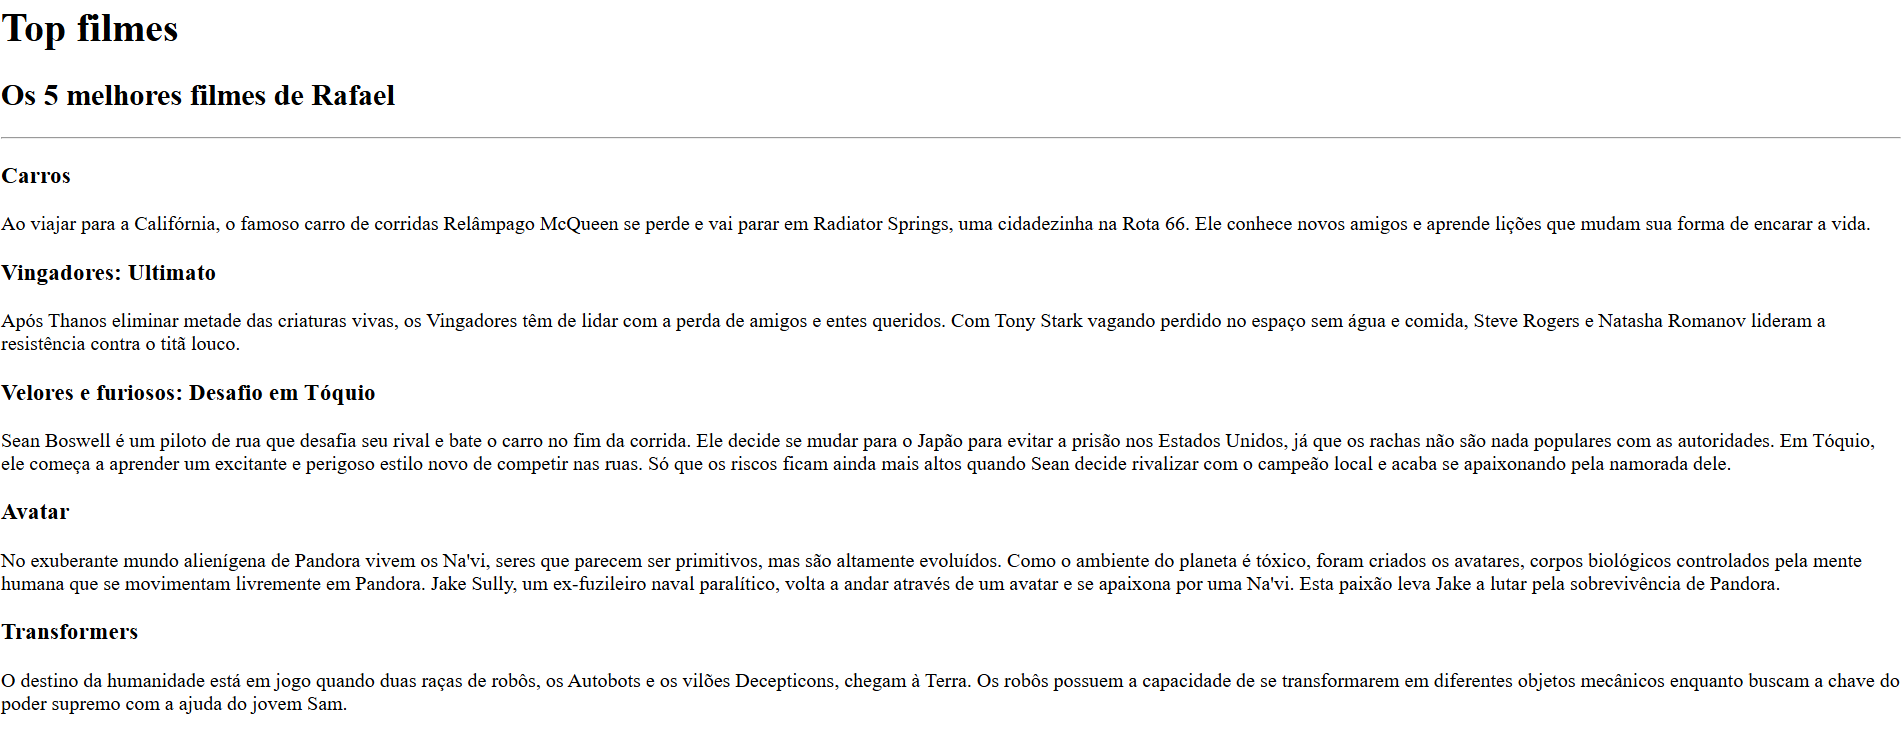 Top filmes
Os 5 melhores filmes de Rafael
Carros
Ao viajar para a Califórnia, o famoso carro de corridas Relâmpago McQueen se perde e vai parar em Radiator Springs, uma cidadezinha na Rota 66. Ele conhece novos amigos e aprende lições que mudam sua forma de encarar a vida.
Vingadores: Ultimato
Após Thanos eliminar metade das criaturas vivas, os Vingadores têm de lidar com a perda de amigos e entes queridos. Com Tony Stark vagando perdido no espaço sem água e comida, Steve Rogers e Natasha Romanov lideram a
resistência contra o titã louco.
Velores e furiosos: Desafio em Tóquio
Sean Boswell é um piloto de rua que desafia seu rival e bate o carro no fim da corrida. Ele decide se mudar para o Japão para evitar a prisão nos Estados Unidos, já que os rachas não são nada populares com as autoridades. Em Tóquio,
ele começa a aprender um excitante e perigoso estilo novo de competir nas ruas. Só que os riscos ficam ainda mais altos quando Sean decide rivalizar com o campeão local e acaba se apaixonando pela namorada dele.
Avatar
No exuberante mundo alienígena de Pandora vivem os Na'vi, seres que parecem ser primitivos, mas são altamente evoluídos. Como o ambiente do planeta é tóxico, foram criados os avatares, corpos biológicos controlados pela mente
humana que se movimentam livremente em Pandora. Jake Sully, um ex-fuzileiro naval paralítico, volta a andar através de um avatar e se apaixona por uma Na'vi. Esta paixão leva Jake a lutar pela sobrevivência de Pandora.
Transformers
O destino da humanidade está em jogo quando duas raças de robôs, os Autobots e os vilões Decepticons, chegam à Terra. Os robôs possuem a capacidade de se transformarem em diferentes objetos mecânicos enquanto buscam a chave do
poder supremo com a ajuda do jovem Sam.